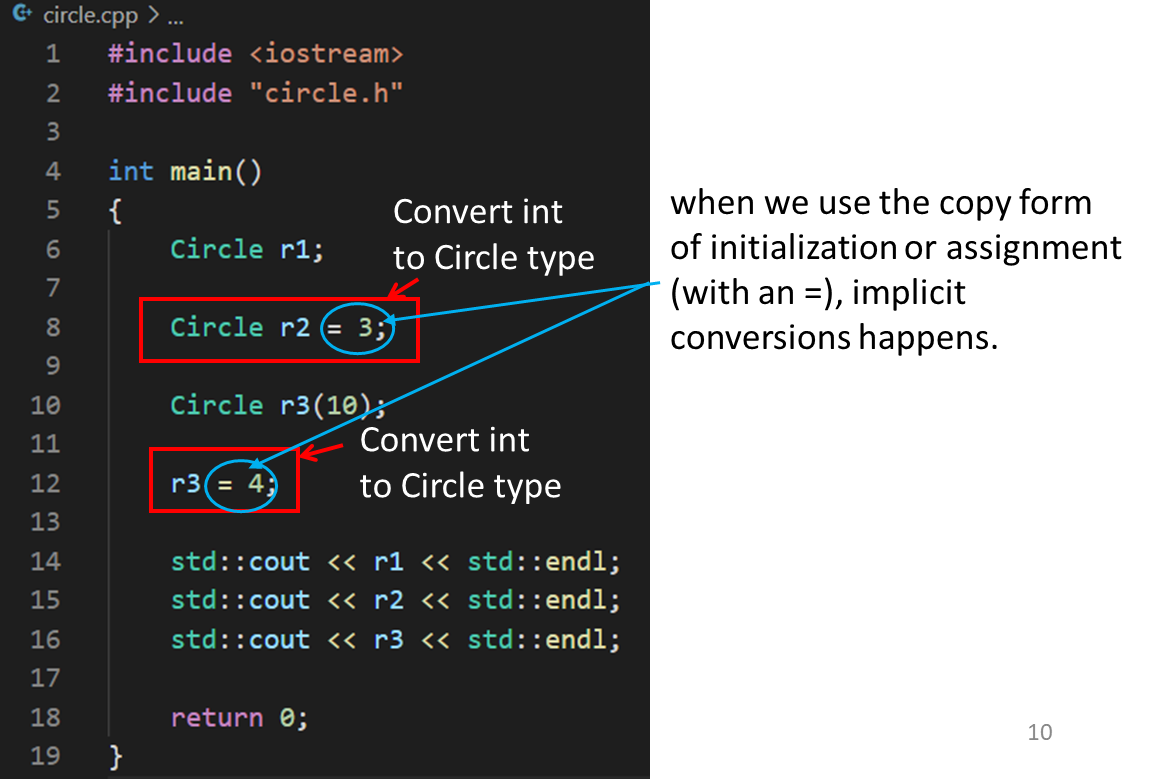 circle.cpp > ...
1 #include <iostream>
2 #include "circle.h"
3
4 int main()
5 {
6 Circle r1;
7
8 Circle r2 = 3;
9
10 Circle r3(10);
11
12 r3 = 4;
13
14 std::cout << r1 << std::endl;
15 std::cout << r2 << std::endl;
16 std::cout << r3 << std::endl;
17
18 return 0;
19 }
Convert int
to Circle type
Convert int
to Circle type
when we use the copy form
of initialization or assignment
(with an =), implicit
conversions happens.
10